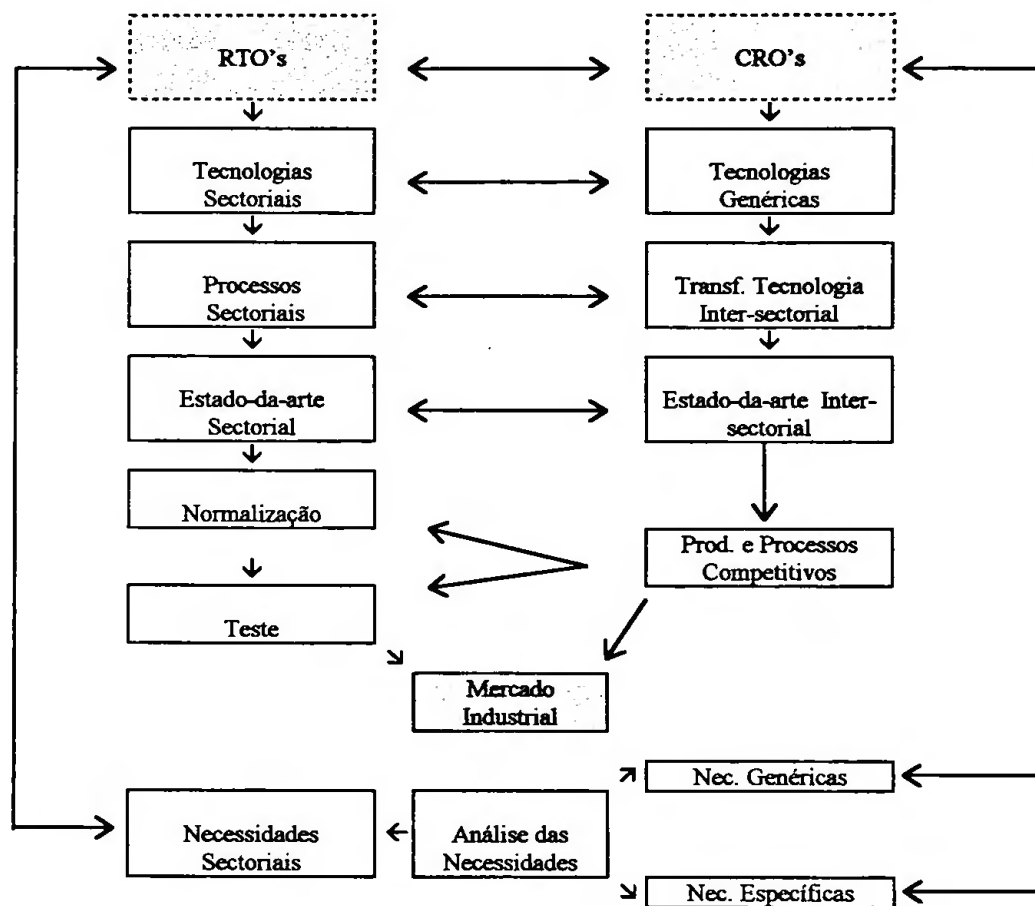 RTO's
CRO's
Tecnologias
Sectoriais
Tecnologias
Genéricas
Processos
Sectoriais
Transf. Tecnologia
Inter-sectorial
Estado-da-arte
Sectorial
Estado-da-arte Inter-
sectorial
Normalização
Prod. e Processos
Competitivos
Teste
Mercado
Industrial
Nec. Genéricas
Necessidades
Sectoriais
Análise das
Necessidades
Nec. Específicas